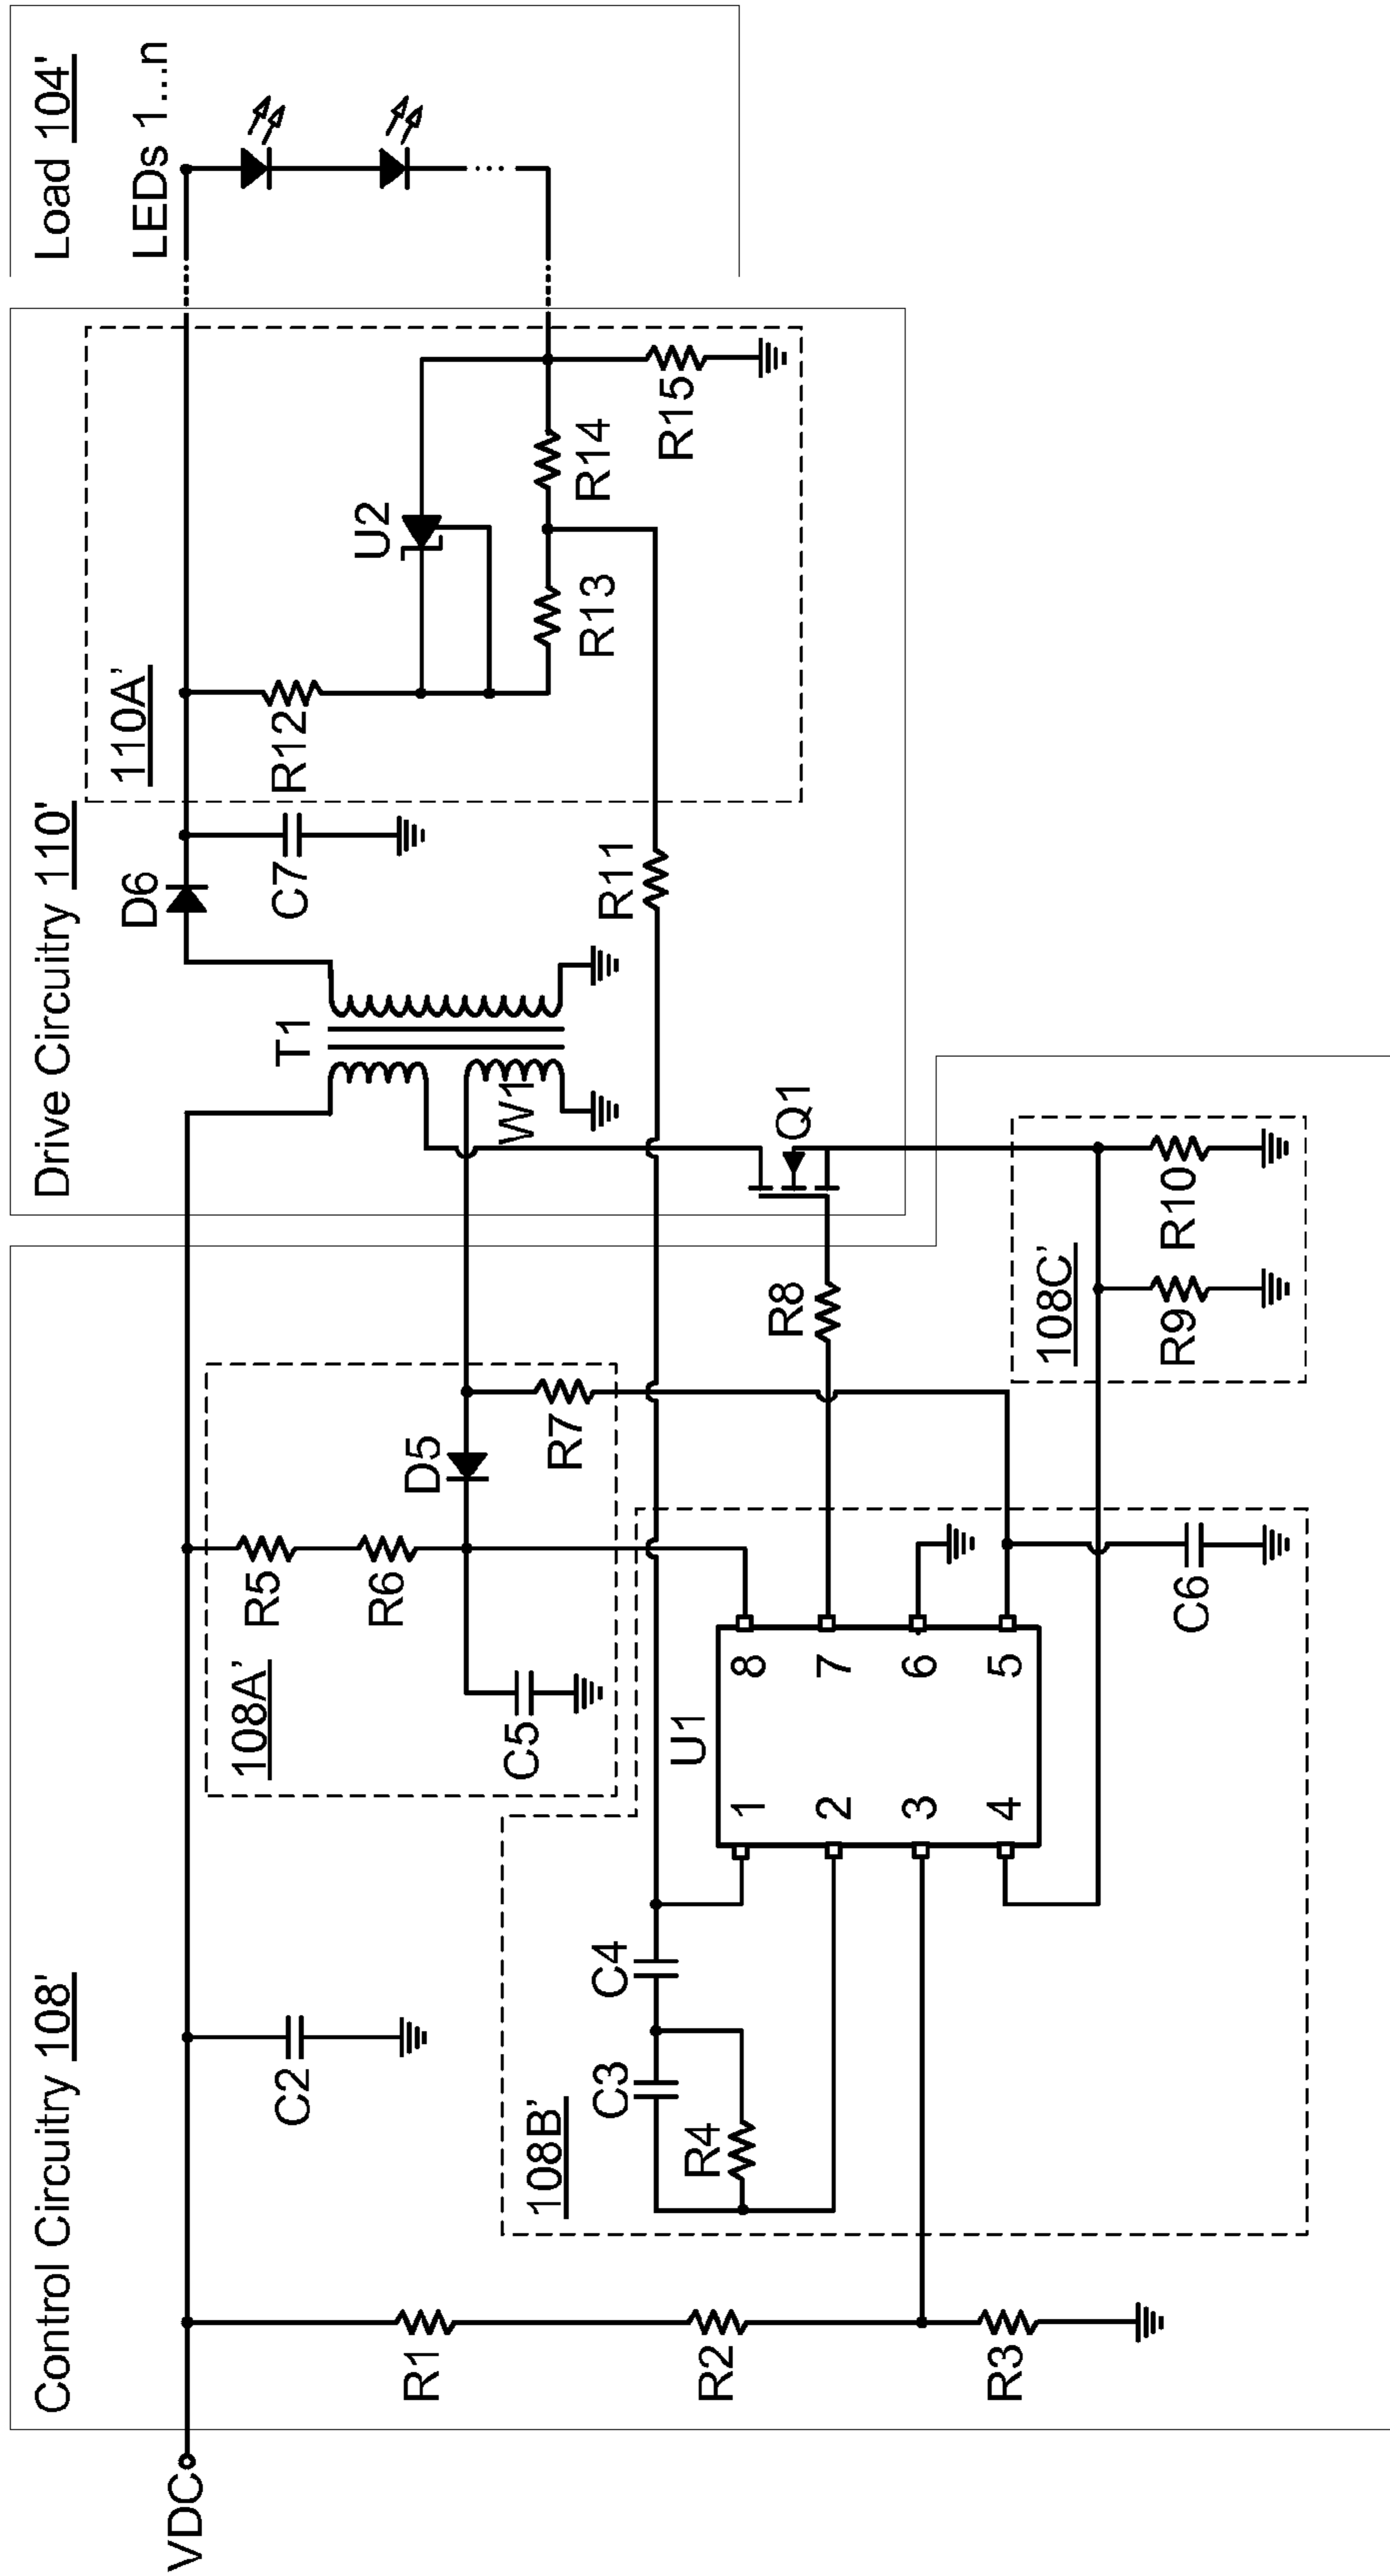 Control Circuitry 108'
Drive Circuitry 110'
Load 104'
LEDs 1...n
VDC
R1
R2
R3
C2
108A'
R5
R6
C5
D5
R7
108B'
C3
C4
R4
U1
1
2
3
4
8
7
6
5
C6
R8
108C'
R9
R10
Q1
T1
W1
D6
C7
R11
110A'
R12
U2
R13
R14
R15